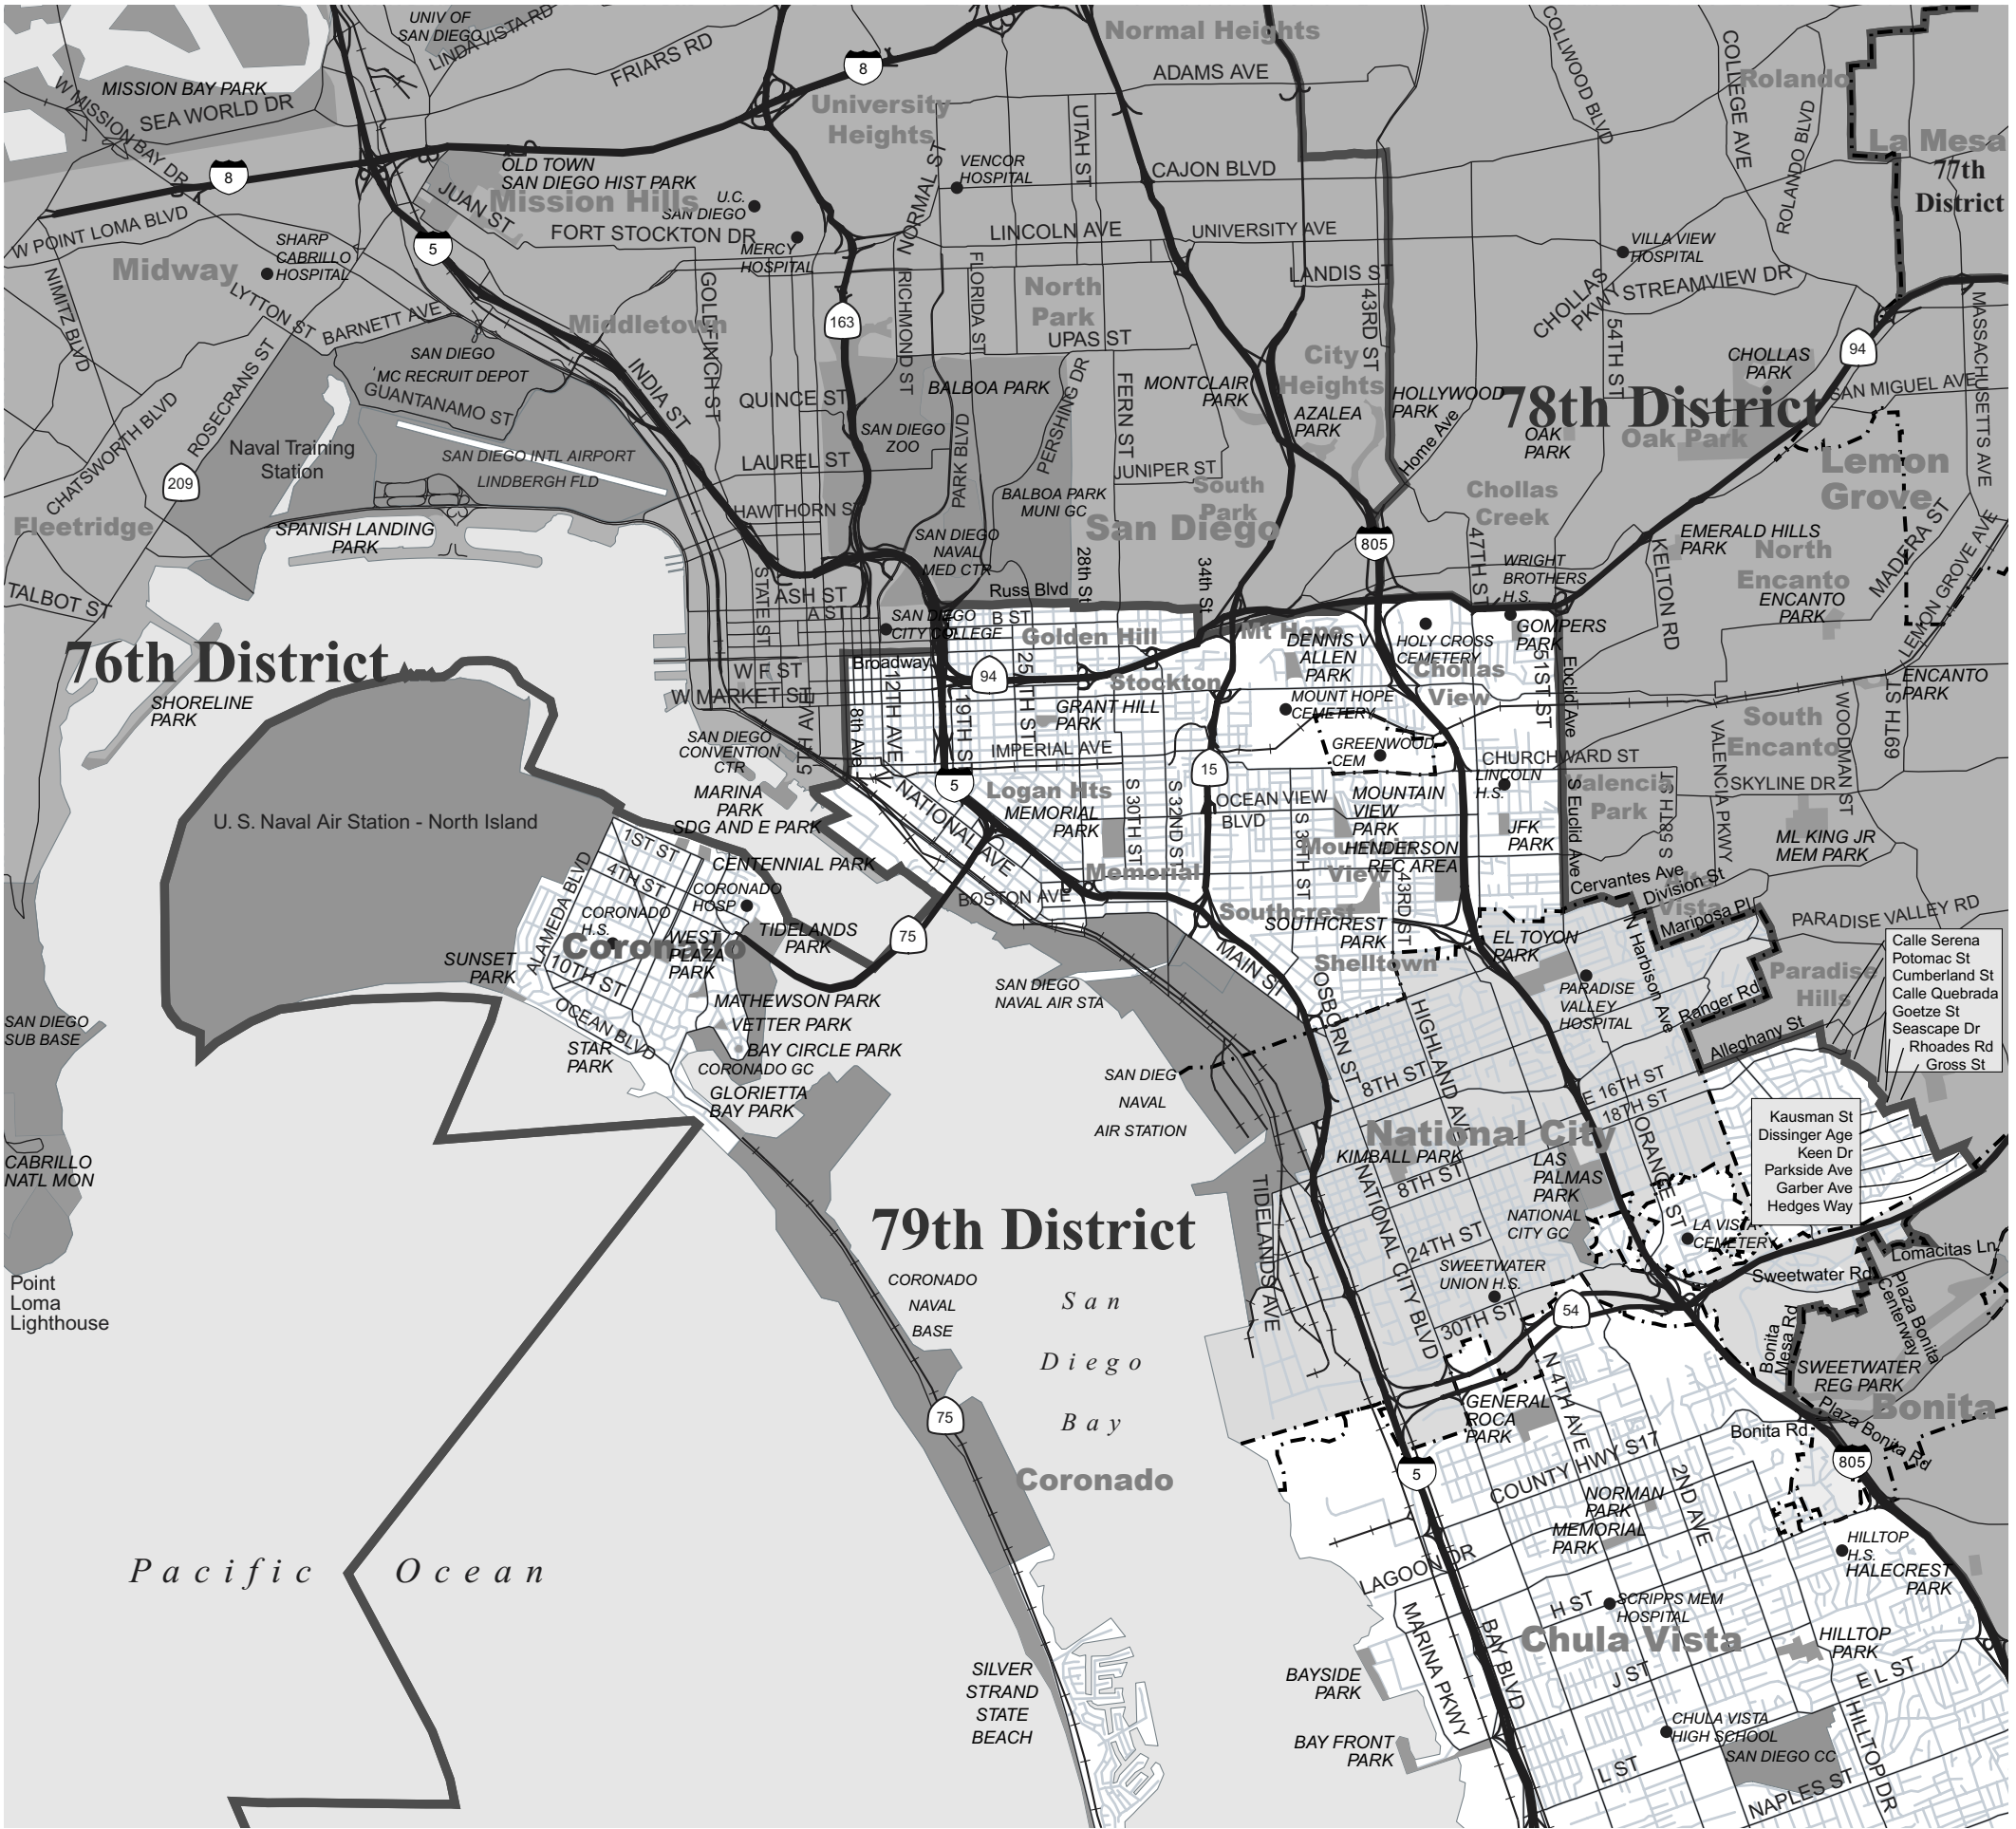 UNIV OF
SAN DIEGO
LINDA VISTA RD
FRIARS RD
8
Normal Heights
ADAMS AVE
COLLWOOD BLVD
COLLEGE AVE
Rolando
ROLANDO BLVD
La Mesa
77th
District
MISSION BAY PARK
SEA WORLD DR
W MISSION BAY DR
8
W POINT LOMA BLVD
University
Heights
UTAH ST
CAJON BLVD
VENCOR
HOSPITAL
OLD TOWN
SAN DIEGO HIST PARK
JUAN ST
Mission Hills
U.C.
SAN DIEGO
FORT STOCKTON DR
MERCY
HOSPITAL
N
NORMAL ST
LINCOLN AVE
UNIVERSITY AVE
VILLA VIEW
HOSPITAL
SHARP
CABRILLO
HOSPITAL
Midway
5
NIMITZ BLVD
LYTTON ST
BARNETT AVE
Middletown
GOLDFINCH ST
163
RICHMOND ST
FLORIDA ST
North
Park
UPAS ST
LANDIS ST
43RD ST
CHOLLAS
PKWY
STREAMVIEW DR
54TH ST
94
MASSACHUSETTS AVE
SAN DIEGO
MC RECRUIT DEPOT
GUANTANAMO ST
INDIA ST
QUINCE ST
BALBOA PARK
PERSHING DR
FERN ST
MONTCLAIR
PARK
City
Heights
AZALEA
PARK
HOLLYWOOD
PARK
Home Ave
78th District
CHOLLAS
PARK
SAN MIGUEL AVE
OAK
PARK
Oak Park
Lemon
Grove
CHATSWORTH BLVD
ROSECRANS ST
209
Naval Training
Station
SAN DIEGO INTL AIRPORT
LINDBERGH FLD
SAN DIEGO
ZOO
LAUREL ST
PARK BLVD
JUNIPER ST
South
Park
BALBOA PARK
MUNI GC
HAWTHORN ST
San Diego
Chollas
Creek
Fleetridge
SPANISH LANDING
PARK
SAN DIEGO
NAVAL
MED CTR
28th St
34th St
805
47TH ST
WRIGHT
BROTHERS
H.S.
KELTON RD
EMERALD HILLS
PARK
North
Encanto
ENCANTO
PARK
MADERA ST
LEMON GROVE AVE
TALBOT ST
STATE ST
ASH ST
A ST
Russ Blvd
B ST
SAN DIEGO
CITY COLLEGE
Golden Hill
Mt Hope
DENNIS V
ALLEN
PARK
HOLY CROSS
CEMETERY
GOMPERS
PARK
Chollas
View
51ST ST
Euclid Ave
76th District
SHORELINE
PARK
W F ST
W MARKET ST
Broadway
94
Stockton
12TH AVE
19TH ST
25TH ST
GRANT HILL
PARK
MOUNT HOPE
CEMETERY
ENCANTO
PARK
South
Encanto
WOODMAN ST
69TH ST
SAN DIEGO
CONVENTION
CTR
5TH AV
8th Ave
IMPERIAL AVE
15
GREENWOOD
CEM
CHURCHWARD ST
LINCOLN
H.S.
Valencia
Park
S 58TH ST
VALENCIA PKWY
SKYLINE DR
MARINA
PARK
SDG AND E PARK
5
NATIONAL AVE
Logan Hts
MEMORIAL
PARK
S 30TH ST
S 32ND ST
OCEAN VIEW
BLVD
S 38TH ST
MOUNTAIN
VIEW
PARK
JFK
PARK
S Euclid Ave
ML KING JR
MEM PARK
U. S. Naval Air Station - North Island
1ST ST
4TH ST
CENTENNIAL PARK
Memorial
Mountain
View
HENDERSON
REC AREA
Cervantes Ave
Division St
Alta
Vista
Mariposa Pl
PARADISE VALLEY RD
ALAMEDA BLVD
CORONADO
HOSP
CORONADO
H.S.
BOSTON AVE
Southcrest
SOUTHCREST
PARK
43RD ST
Coronado
WEST
PLAZA
PARK
TIDELANDS
PARK
75
MAIN ST
Shelltown
EL TOYON
PARK
N Harbison Ave
Calle Serena
Potomac St
Cumberland St
Calle Quebrada
Goetze St
Seascape Dr
Rhoades Rd
Gross St
SUNSET
PARK
10TH ST
OCEAN BLVD
STAR
PARK
MATHEWSON PARK
VETTER PARK
BAY CIRCLE PARK
CORONADO GC
GLORIETTA
BAY PARK
SAN DIEGO
NAVAL AIR STA
OSBORN ST
HIGHLAND AV
PARADISE
VALLEY
HOSPITAL
Ranger Rd
Paradise
Hills
Alleghany St
SAN DIEGO
SUB BASE
SAN DIEG
NAVAL
AIR STATION
8TH ST
E 16TH ST
18TH ST
ORANGE ST
Kausman St
Dissinger Age
Keen Dr
Parkside Ave
Garber Ave
Hedges Way
CABRILLO
NATL MON
National City
KIMBALL PARK
8TH ST
LAS
PALMAS
PARK
NATIONAL
CITY GC
LA VISTA
CEMETERY
79th District
TIDELANDS AVE
NATIONAL CITY BLVD
24TH ST
SWEETWATER
UNION H.S.
30TH ST
54
Sweetwater Rd
Lomacitas Ln
Plaza Bonita
Centerway
Point
Loma
Lighthouse
CORONADO
NAVAL
BASE
San
Diego
Bay
Bonita
Mesa Rd
SWEETWATER
REG PARK
Bonita
75
GENERAL
ROCA
PARK
N 4TH AVE
Bonita Rd
Plaza Bonita Rd
Coronado
5
COUNTY HWY S17
2ND AVE
805
NORMAN
PARK
MEMORIAL
PARK
HILLTOP
H.S.
HALECREST
PARK
Pacific Ocean
LAGOON DR
H ST
SCRIPPS MEM
HOSPITAL
MARINA PKWY
BAY BLVD
Chula Vista
HILLTOP
PARK
SILVER
STRAND
STATE
BEACH
BAYSIDE
PARK
J ST
E L ST
HILLTOP DR
BAY FRONT
PARK
CHULA VISTA
HIGH SCHOOL
SAN DIEGO CC
L ST
NAPLES ST